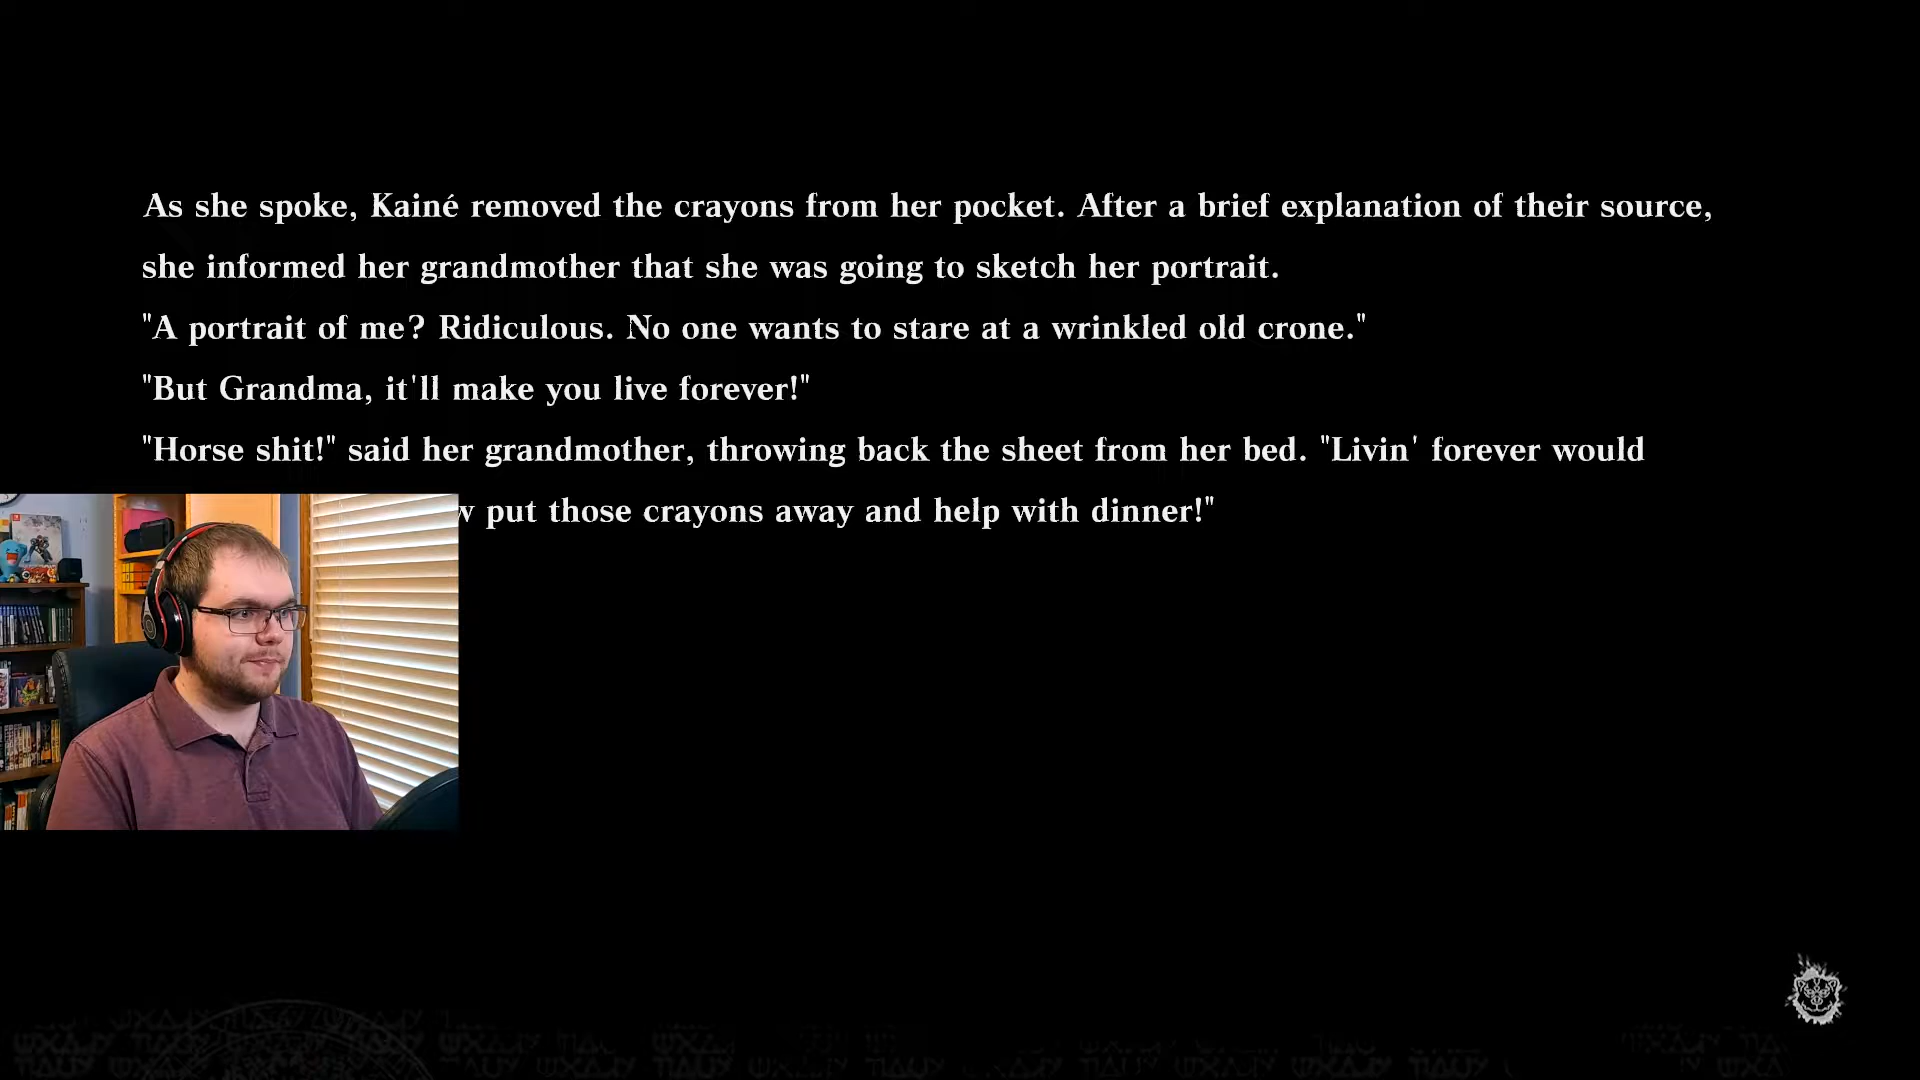 As she spoke, Kainé removed the crayons from her pocket. After a brief explanation of their source,
she informed her grandmother that she was going to sketch her portrait.
"A portrait of me? Ridiculous. No one wants to stare at a wrinkled old crone."
"But Grandma, it'll make you live forever!"
"Horse shit!" said her grandmother, throwing back the sheet from her bed. "Livin' forever would
put those crayons away and help with dinner!"